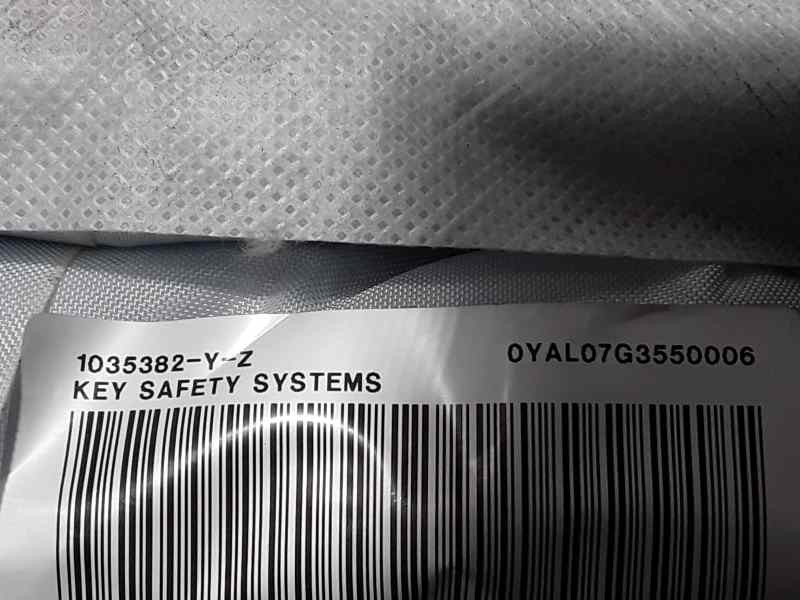 1035382-Y-Z
0YAL07G3550006
KEY SAFETY SYSTEMS